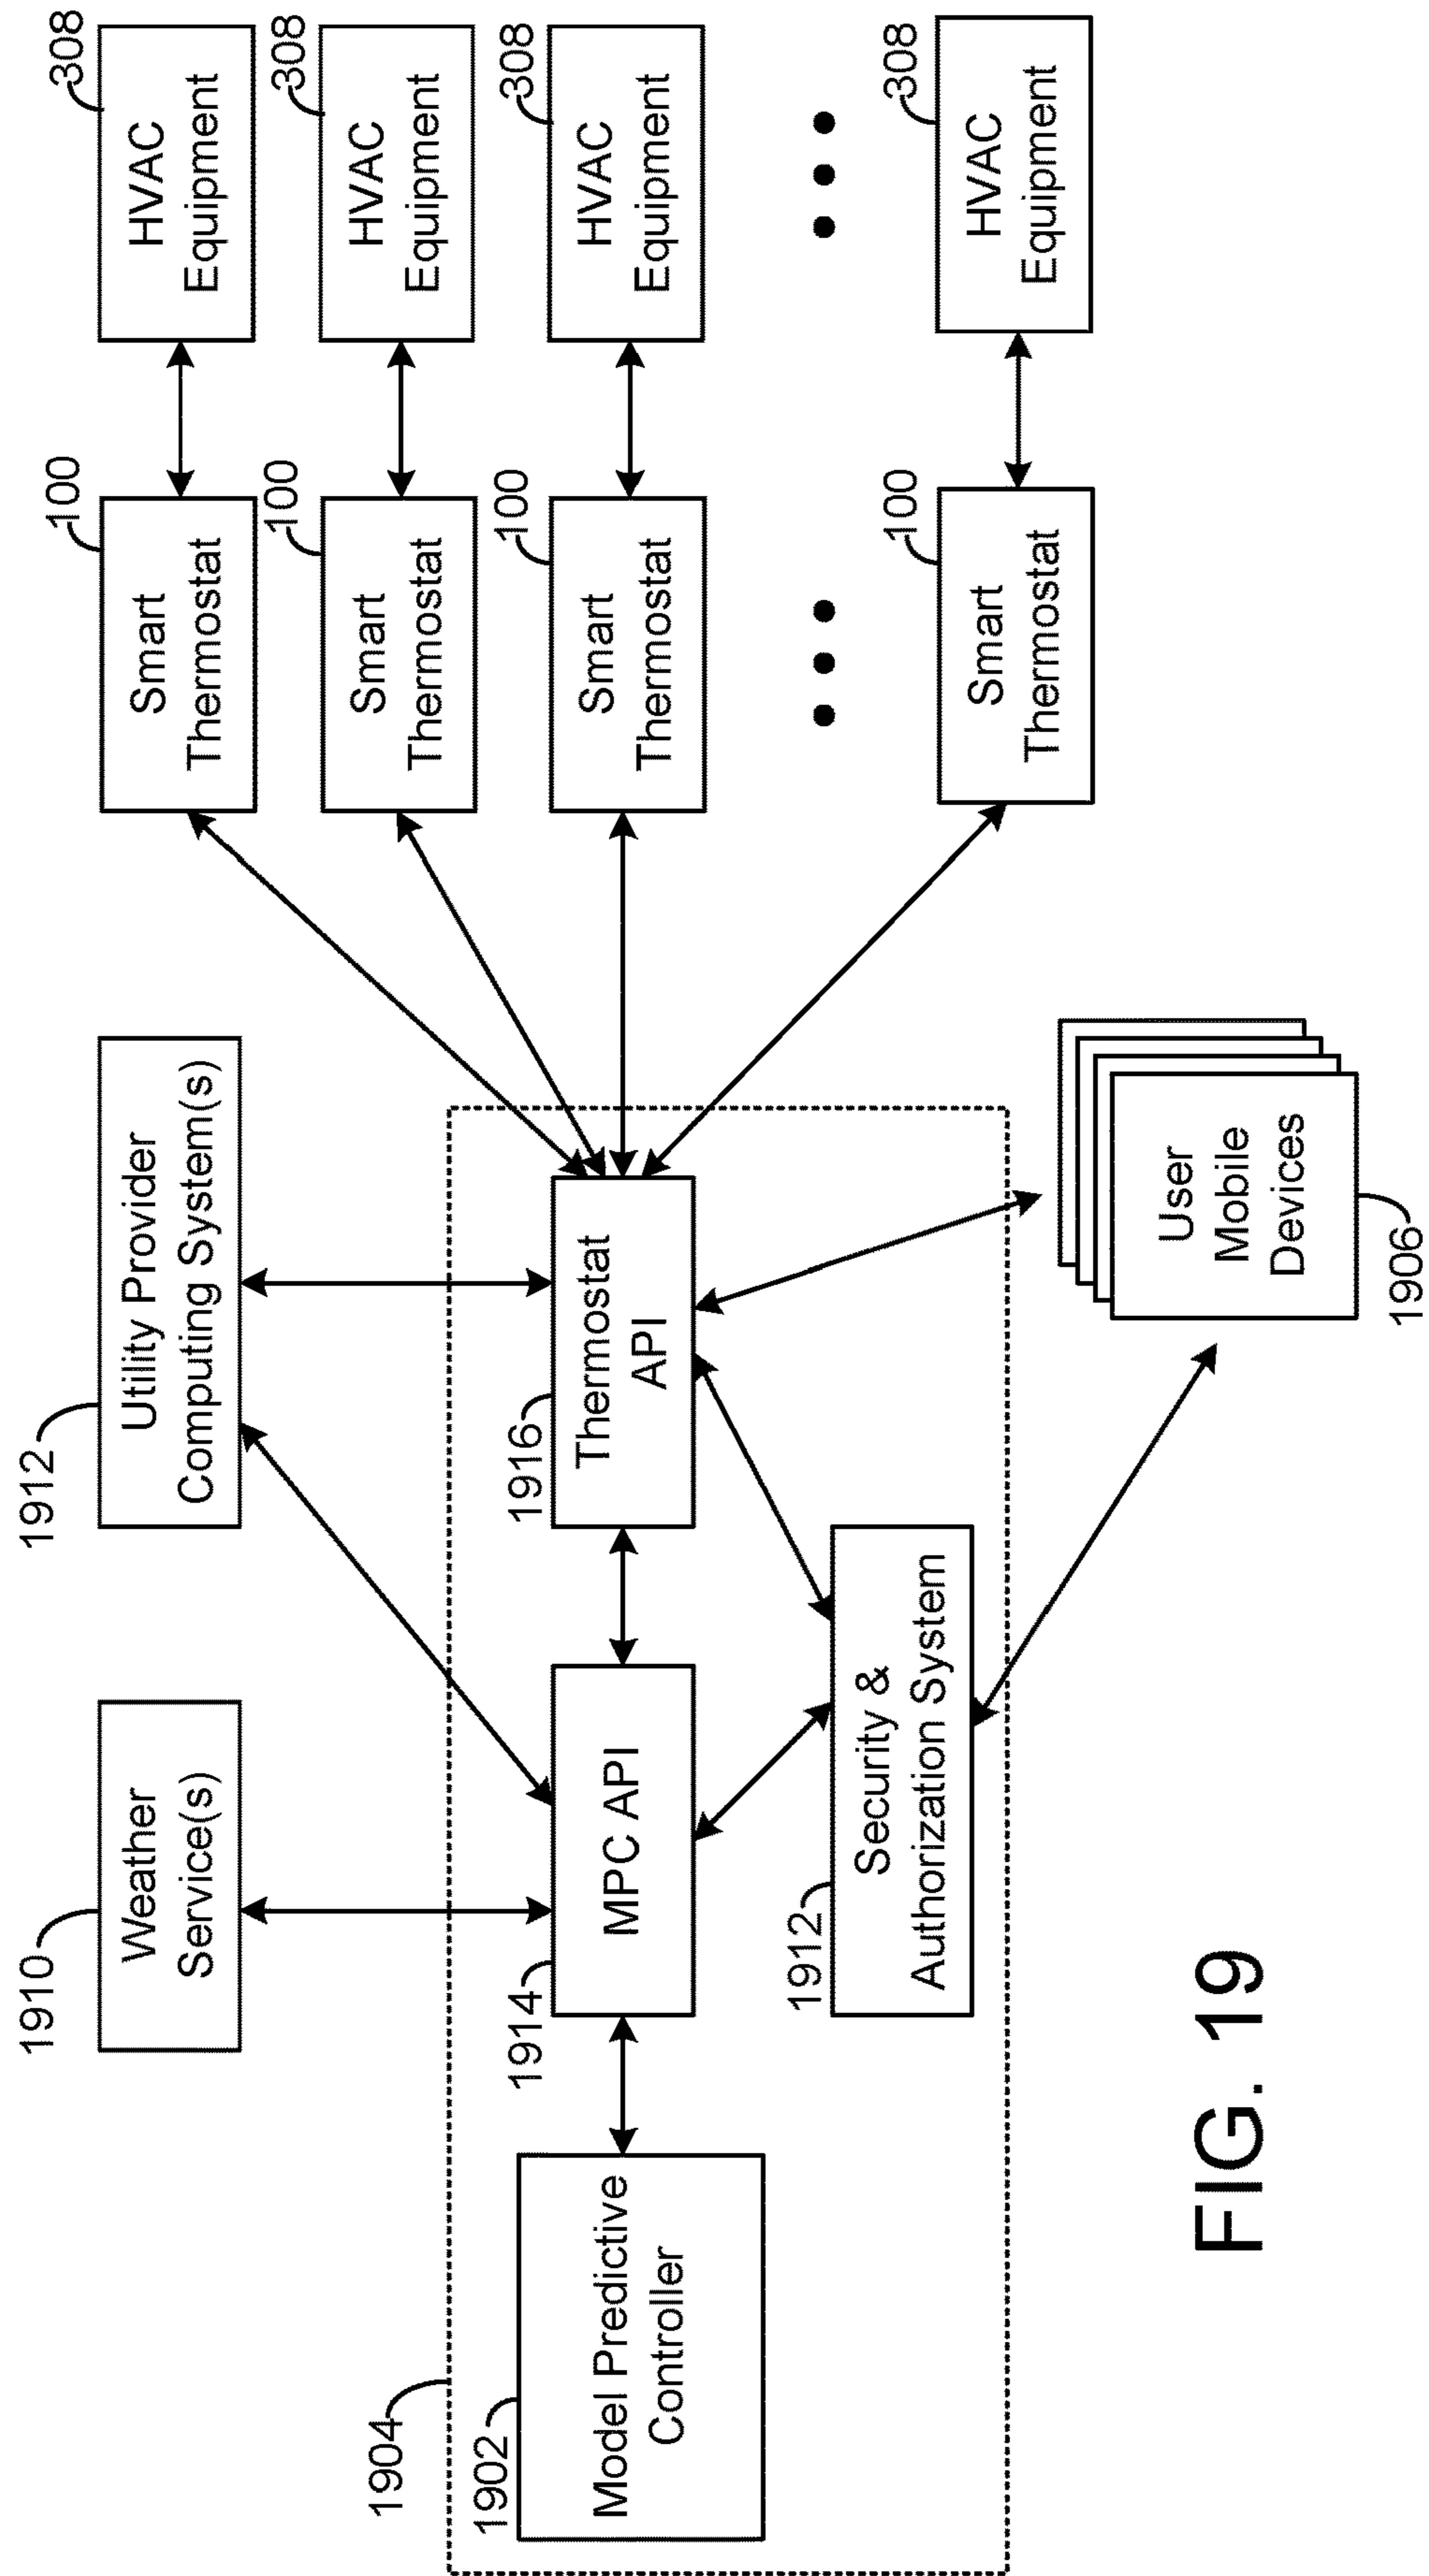 1910
Weather
Service(s)
1912
Utility Provider
Computing System(s)
1904
1902
Model Predictive
Controller
1914
MPC API
1916
Thermostat
API
1912
Security &
Authorization System
User
Mobile
Devices
1906
100
Smart
Thermostat
308
HVAC
Equipment
100
Smart
Thermostat
308
HVAC
Equipment
100
Smart
Thermostat
308
HVAC
Equipment
100
Smart
Thermostat
308
HVAC
Equipment
FIG. 19